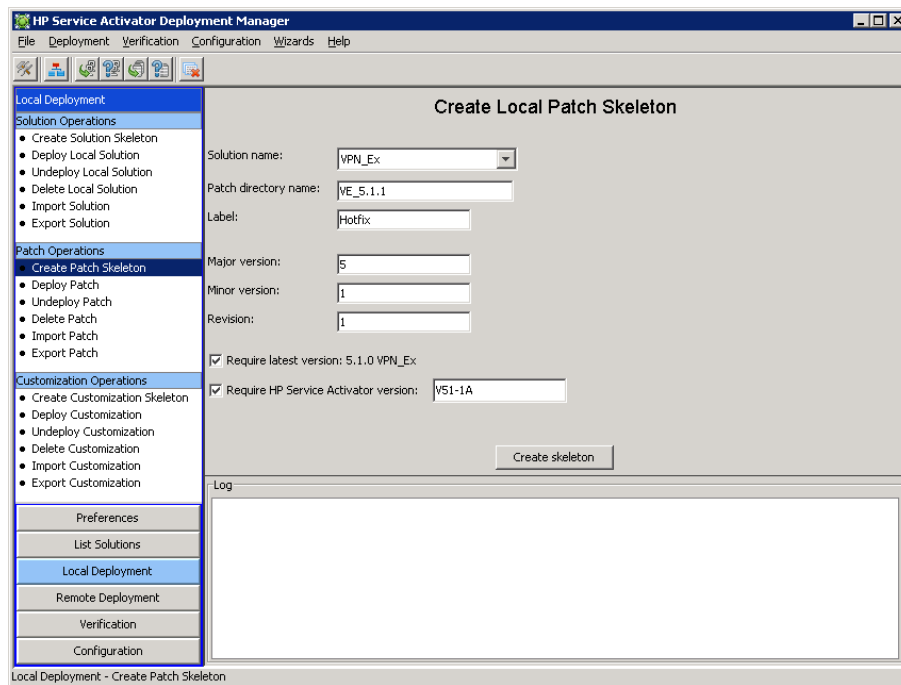 HP Service Activator Deployment Manager
File Deployment Verification Configuration Wizards Help
Local Deployment
Solution Operations
Create Solution Skeleton
Deploy Local Solution
Undeploy Local Solution
Delete Local Solution
Import Solution
Export Solution
Patch Operations
Create Patch Skeleton
Deploy Patch
Undeploy Patch
Delete Patch
Import Patch
Export Patch
Customization Operations
Create Customization Skeleton
Deploy Customization
Undeploy Customization
Delete Customization
Import Customization
Export Customization
Preferences
List Solutions
Local Deployment
Remote Deployment
Verification
Configuration
Create Local Patch Skeleton
Solution name: VPN_Ex
Patch directory name: VE_5.1.1
Label: Hotfix
Major version: 5
Minor version: 1
Revision: 1
Require latest version: 5.1.0 VPN_Ex
Require HP Service Activator version: V51-1A
Create skeleton
Log
Local Deployment - Create Patch Skeleton